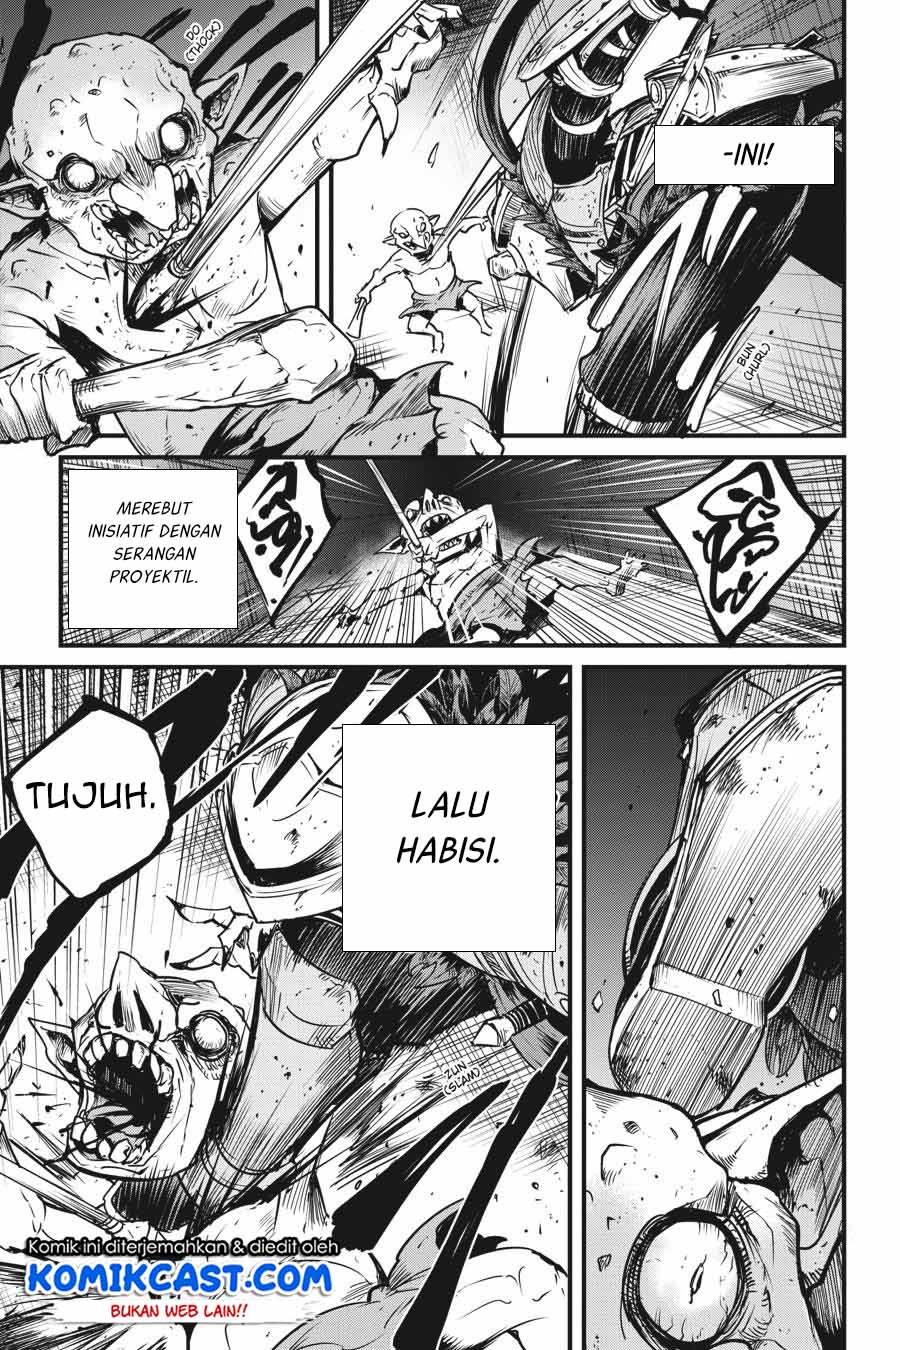 -INI!
DO
(THOCK)
BUN
(HURL)
MEREBUT
INISIATIF DENGAN
SERANGAN
PROYEKTIL.
LALU
HABISI.
TUJUH.
ZUN
(SLAM)
Komik ini diterjemahkan & diedit oleh
KOMIKCAST.COM
BUKAN WEB LAIN!!